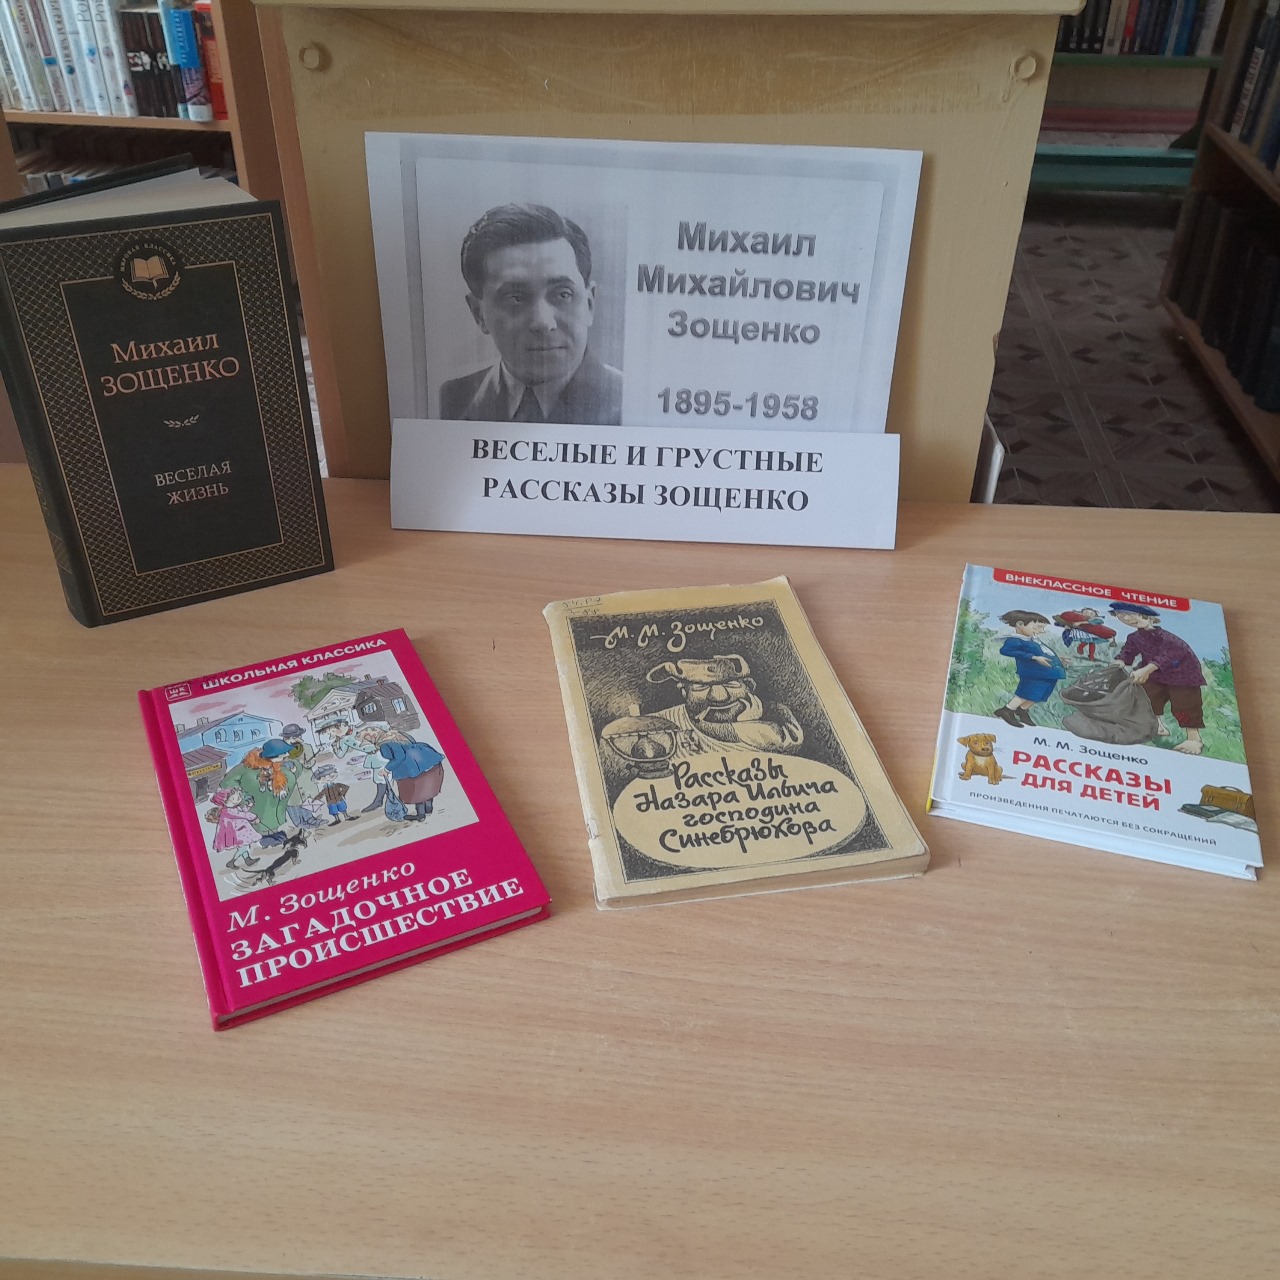 Михаил
Михайлович
Зощенко
1895-1958
ВЕСЕЛЫЕ И ГРУСТНЫЕ
РАССКАЗЫ ЗОЩЕНКО
Михаил
ЗОЩЕНКО
ВЕСЕЛАЯ
ЖИЗНЬ
ШК
ШКОЛЬНАЯ КЛАССИКА
М. Зощенко
ЗАГАДОЧНОЕ
ПРОИСШЕСТВИЕ
М. М. Зощенко
Рассказы
Назара Ильича
господина
Синебрюхова
ВНЕКЛАССНОЕ ЧТЕНИЕ
М. М. Зощенко
РАССКАЗЫ
ДЛЯ ДЕТЕЙ
ПРОИЗВЕДЕНИЯ ПЕЧАТАЮТСЯ БЕЗ СОКРАЩЕНИЙ